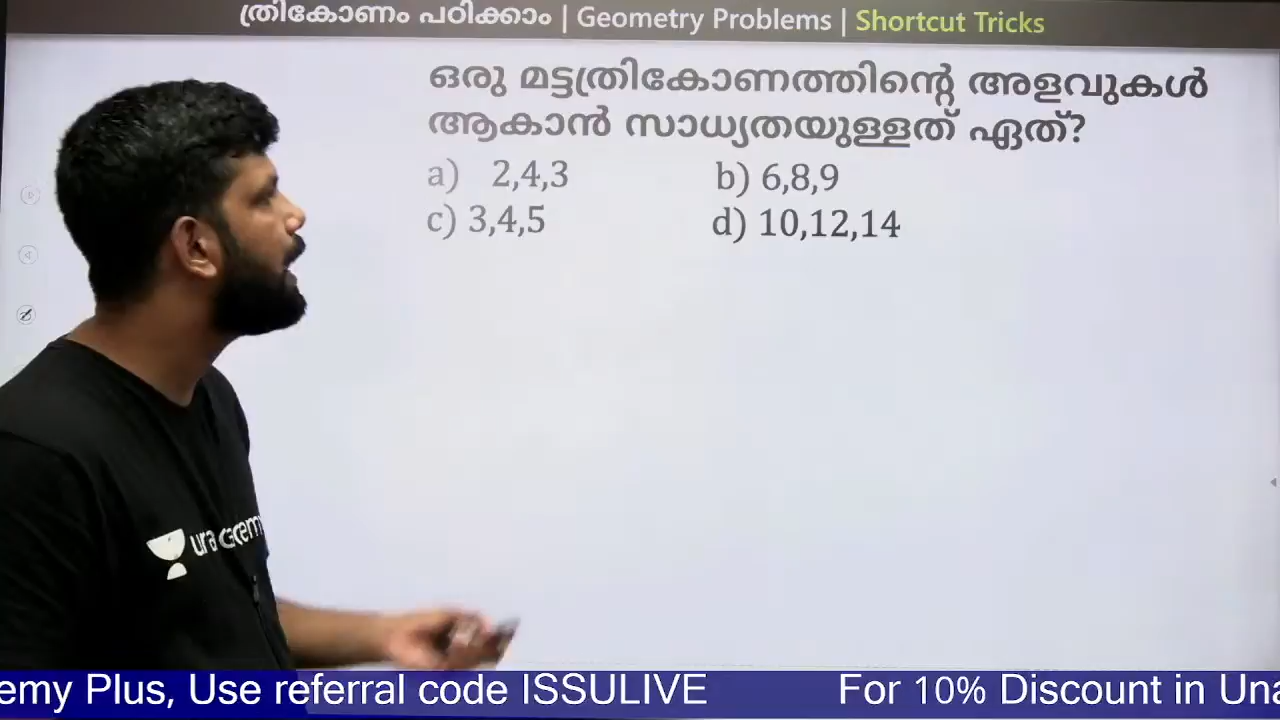 ത്രികോണം പഠിക്കാം | Geometry Problems | Shortcut Tricks
ഒരു മട്ടത്രികോണത്തിന്റെ അളവുകൾ
ആകാൻ സാധ്യതയുള്ളത് ഏത്?
a) 2,4,3 b) 6,8,9
c) 3,4,5 d) 10,12,14
unacademy
emy Plus, Use referral code ISSULIVE For 10% Discount in Una